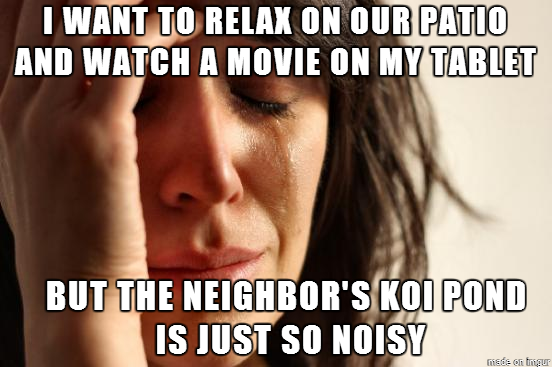 I WANT TO RELAX ON OUR PATIO
AND WATCH A MOVIE ON MY TABLET
BUT THE NEIGHBOR'S KOI POND
IS JUST SO NOISY
made on imgur